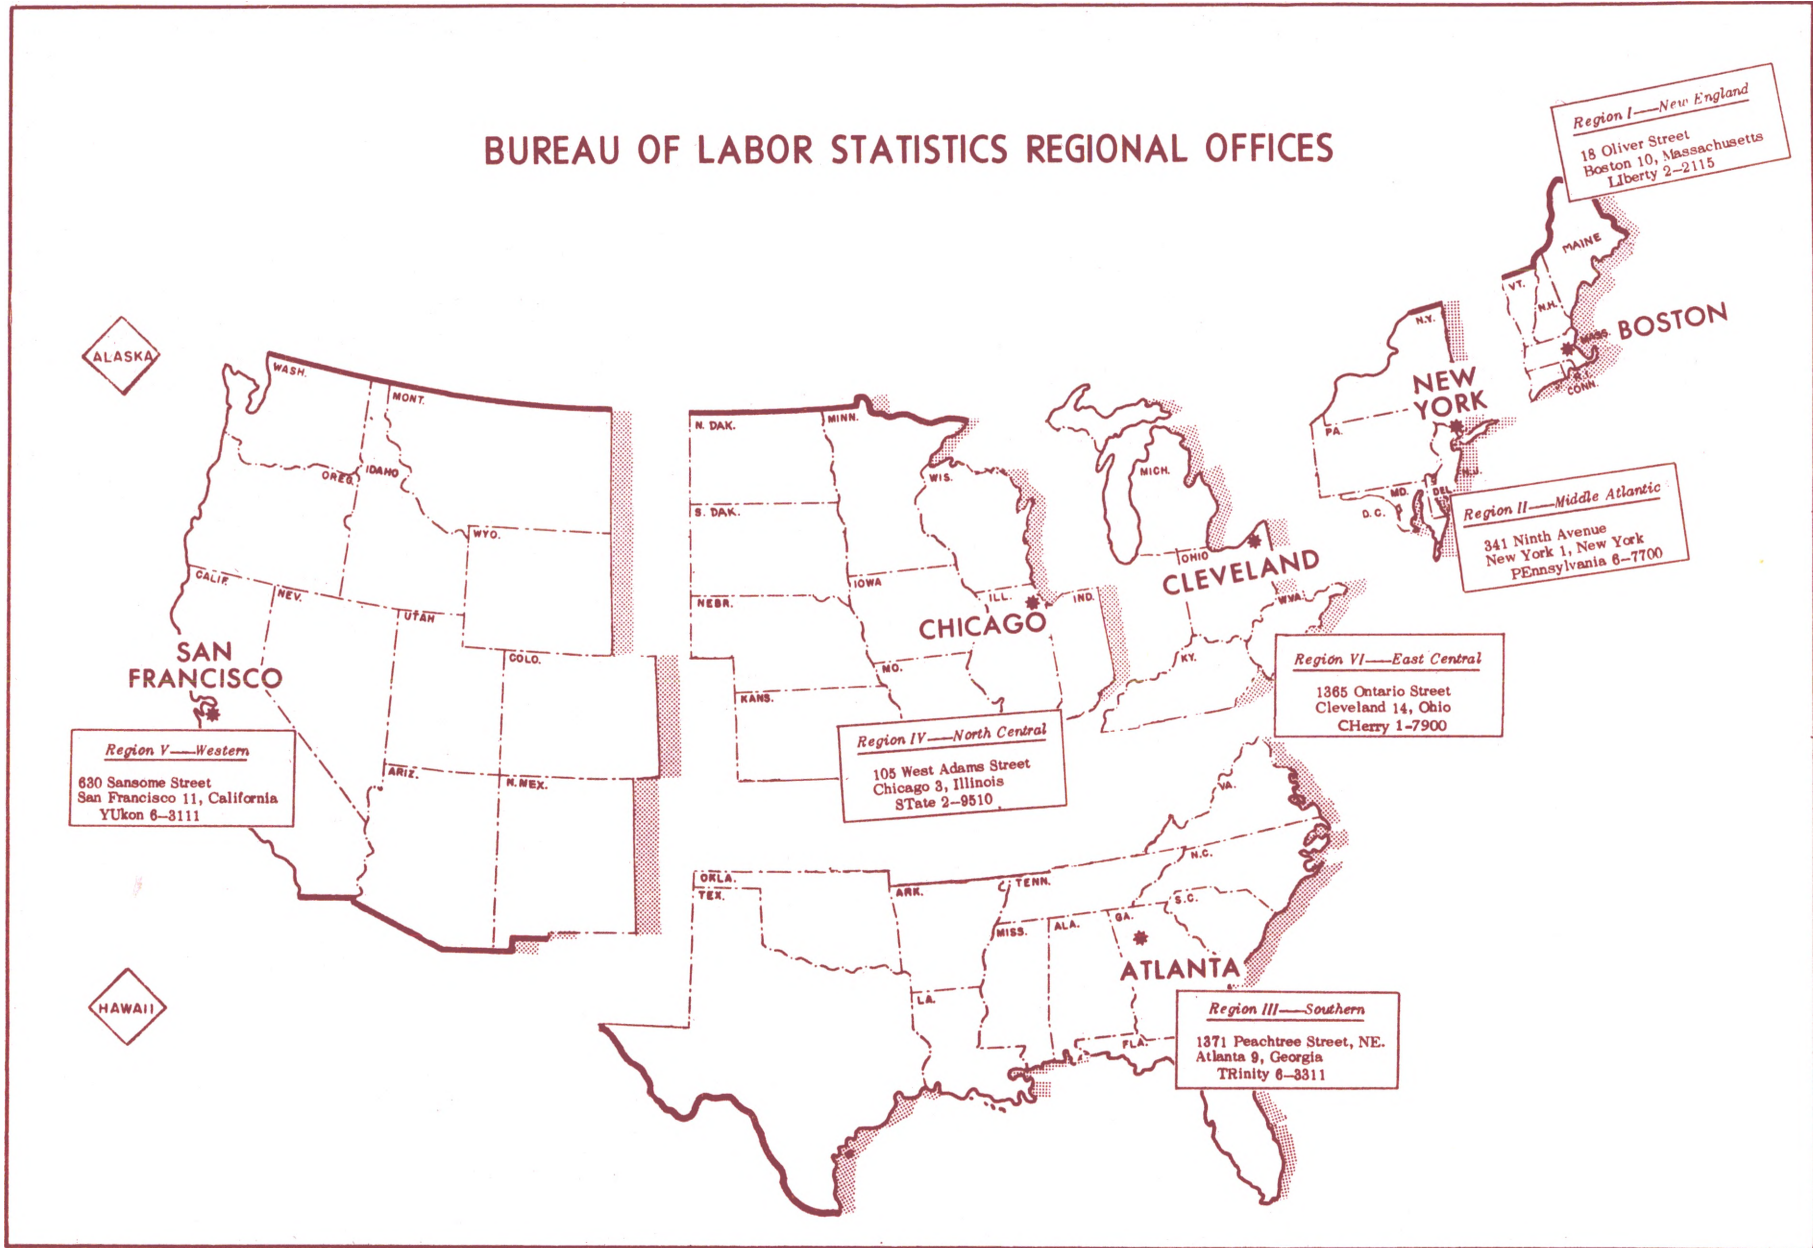 BUREAU OF LABOR STATISTICS REGIONAL OFFICES
Region I—New England
18 Oliver Street
Boston 10, Massachusetts
LIberty 2-2115
MAINE
VT.
N.H.
MASS.
BOSTON
R.I.
CONN.
N.Y.
NEW
YORK
PA.
N.J.
MD.
DEL.
D.C.
Region II—Middle Atlantic
341 Ninth Avenue
New York 1, New York
PEnnsylvania 6-7700
ALASKA
WASH.
MONT.
OREG.
IDAHO
WYO.
CALIF.
NEV.
UTAH
COLO.
SAN
FRANCISCO
Region V—Western
630 Sansome Street
San Francisco 11, California
YUkon 6-3111
ARIZ.
N. MEX.
HAWAII
N. DAK.
MINN.
S. DAK.
WIS.
NEBR.
IOWA
ILL.
IND.
CHICAGO
MO.
KANS.
Region IV—North Central
105 West Adams Street
Chicago 3, Illinois
STate 2-9510
MICH.
OHIO
CLEVELAND
W.VA.
KY.
Region VI—East Central
1365 Ontario Street
Cleveland 14, Ohio
CHerry 1-7900
VA.
N.C.
OKLA.
TEX.
ARK.
TENN.
S.C.
MISS.
ALA.
GA.
ATLANTA
LA.
FLA.
Region III—Southern
1371 Peachtree Street, NE.
Atlanta 9, Georgia
TRinity 6-3311